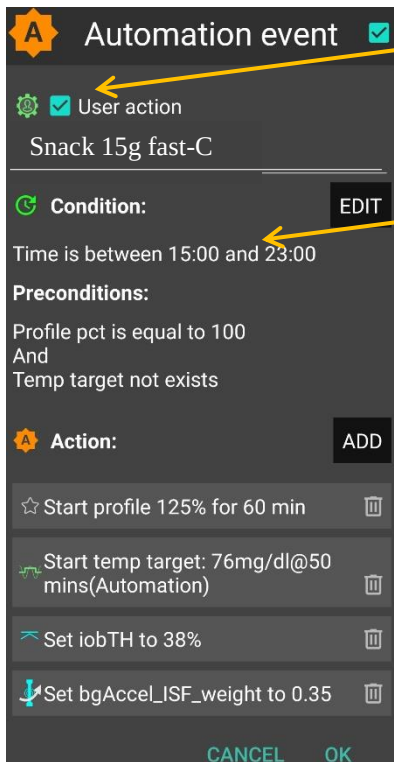 A Automation event
User action
Snack 15g fast-C
Condition:
EDIT
Time is between 15:00 and 23:00
Preconditions:
Profile pct is equal to 100
And
Temp target not exists
A Action:
ADD
Start profile 125% for 60 min
Start temp target: 76mg/dl@50
mins(Automation)
Set iobTH to 38%
Set bgAccel_ISF_weight to 0.35
CANCEL OK